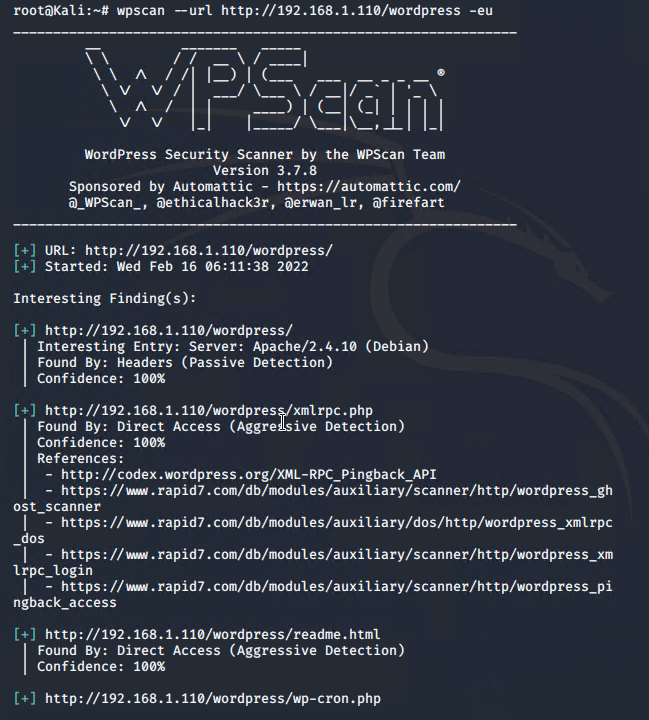 root@Kali:~# wpscan --url http://192.168.1.110/wordpress -eu
WPScan ®
WordPress Security Scanner by the WPScan Team
Version 3.7.8
Sponsored by Automattic - https://automattic.com/
@_WPScan_, @ethicalhack3r, @erwan_lr, @firefart
[+] URL: http://192.168.1.110/wordpress/
[+] Started: Wed Feb 16 06:11:38 2022
Interesting Finding(s):
[+] http://192.168.1.110/wordpress/
| Interesting Entry: Server: Apache/2.4.10 (Debian)
| Found By: Headers (Passive Detection)
| Confidence: 100%
[+] http://192.168.1.110/wordpress/xmlrpc.php
| Found By: Direct Access (Aggressive Detection)
| Confidence: 100%
| References:
|  - http://codex.wordpress.org/XML-RPC_Pingback_API
|  - https://www.rapid7.com/db/modules/auxiliary/scanner/http/wordpress_gh
ost_scanner
|  - https://www.rapid7.com/db/modules/auxiliary/dos/http/wordpress_xmlrpc
_dos
|  - https://www.rapid7.com/db/modules/auxiliary/scanner/http/wordpress_xm
lrpc_login
|  - https://www.rapid7.com/db/modules/auxiliary/scanner/http/wordpress_pi
ngback_access
[+] http://192.168.1.110/wordpress/readme.html
| Found By: Direct Access (Aggressive Detection)
| Confidence: 100%
[+] http://192.168.1.110/wordpress/wp-cron.php